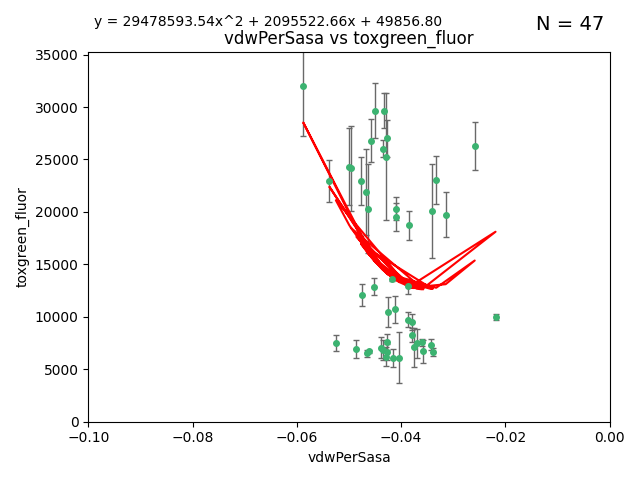 y = 29478593.54x^2 + 2095522.66x + 49856.80
N = 47
vdwPerSasa vs toxgreen_fluor
35000
30000
25000
20000
15000
10000
5000
0
toxgreen_fluor
−0.10
−0.08
−0.06
−0.04
−0.02
0.00
vdwPerSasa